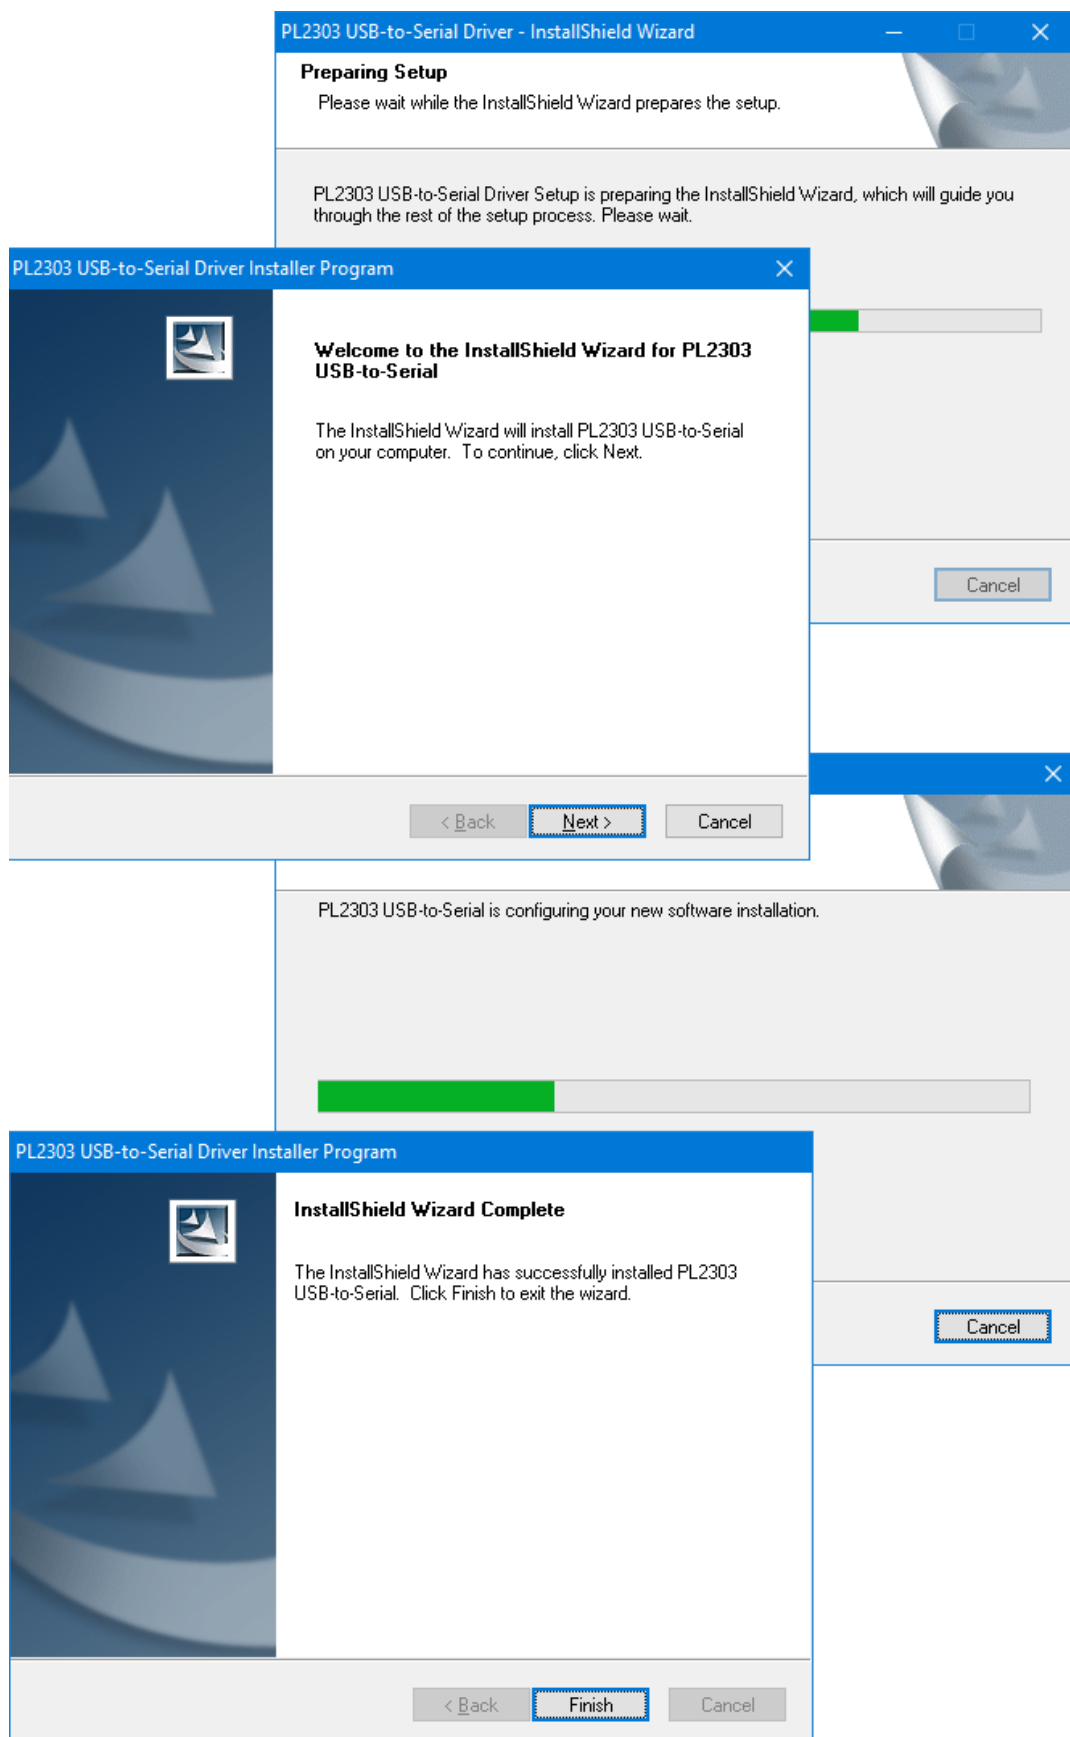 PL2303 USB-to-Serial Driver - InstallShield Wizard
Preparing Setup
Please wait while the InstallShield Wizard prepares the setup.
PL2303 USB-to-Serial Driver Setup is preparing the InstallShield Wizard, which will guide you
through the rest of the setup process. Please wait.
Cancel
PL2303 USB-to-Serial Driver Installer Program
Welcome to the InstallShield Wizard for PL2303
USB-to-Serial
The InstallShield Wizard will install PL2303 USB-to-Serial
on your computer.  To continue, click Next.
< Back Next > Cancel
PL2303 USB-to-Serial is configuring your new software installation.
Cancel
PL2303 USB-to-Serial Driver Installer Program
InstallShield Wizard Complete
The InstallShield Wizard has successfully installed PL2303
USB-to-Serial.  Click Finish to exit the wizard.
< Back Finish Cancel